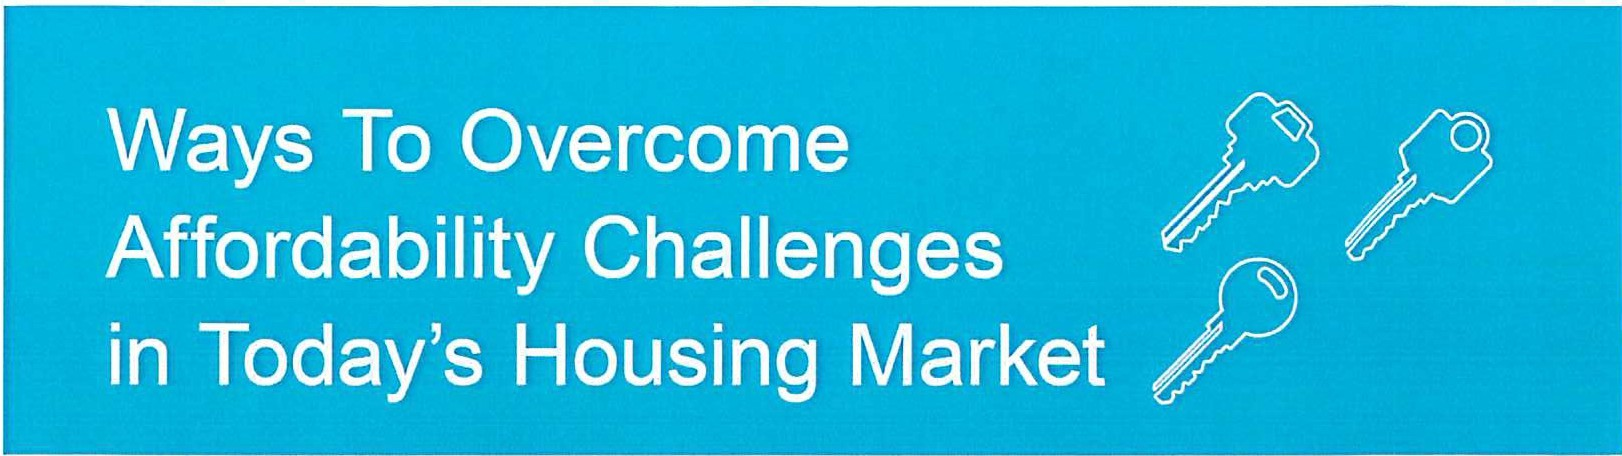 Ways To Overcome
Affordability Challenges
in Today's Housing Market